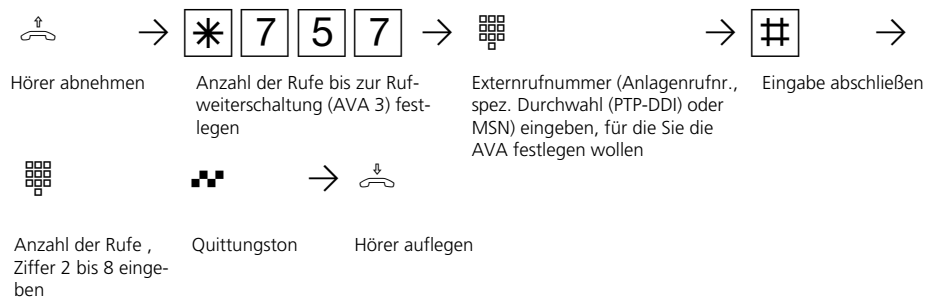 * 7 5 7 #
Hörer abnehmen
Anzahl der Rufe bis zur Ruf-
weiterschaltung (AVA 3) fest-
legen
Externrufnummer (Anlagenrufnr.,
spez. Durchwahl (PTP-DDI) oder
MSN) eingeben, für die Sie die
AVA festlegen wollen
Eingabe abschließen
Anzahl der Rufe ,
Ziffer 2 bis 8 einge-
ben
Quittungston
Hörer auflegen